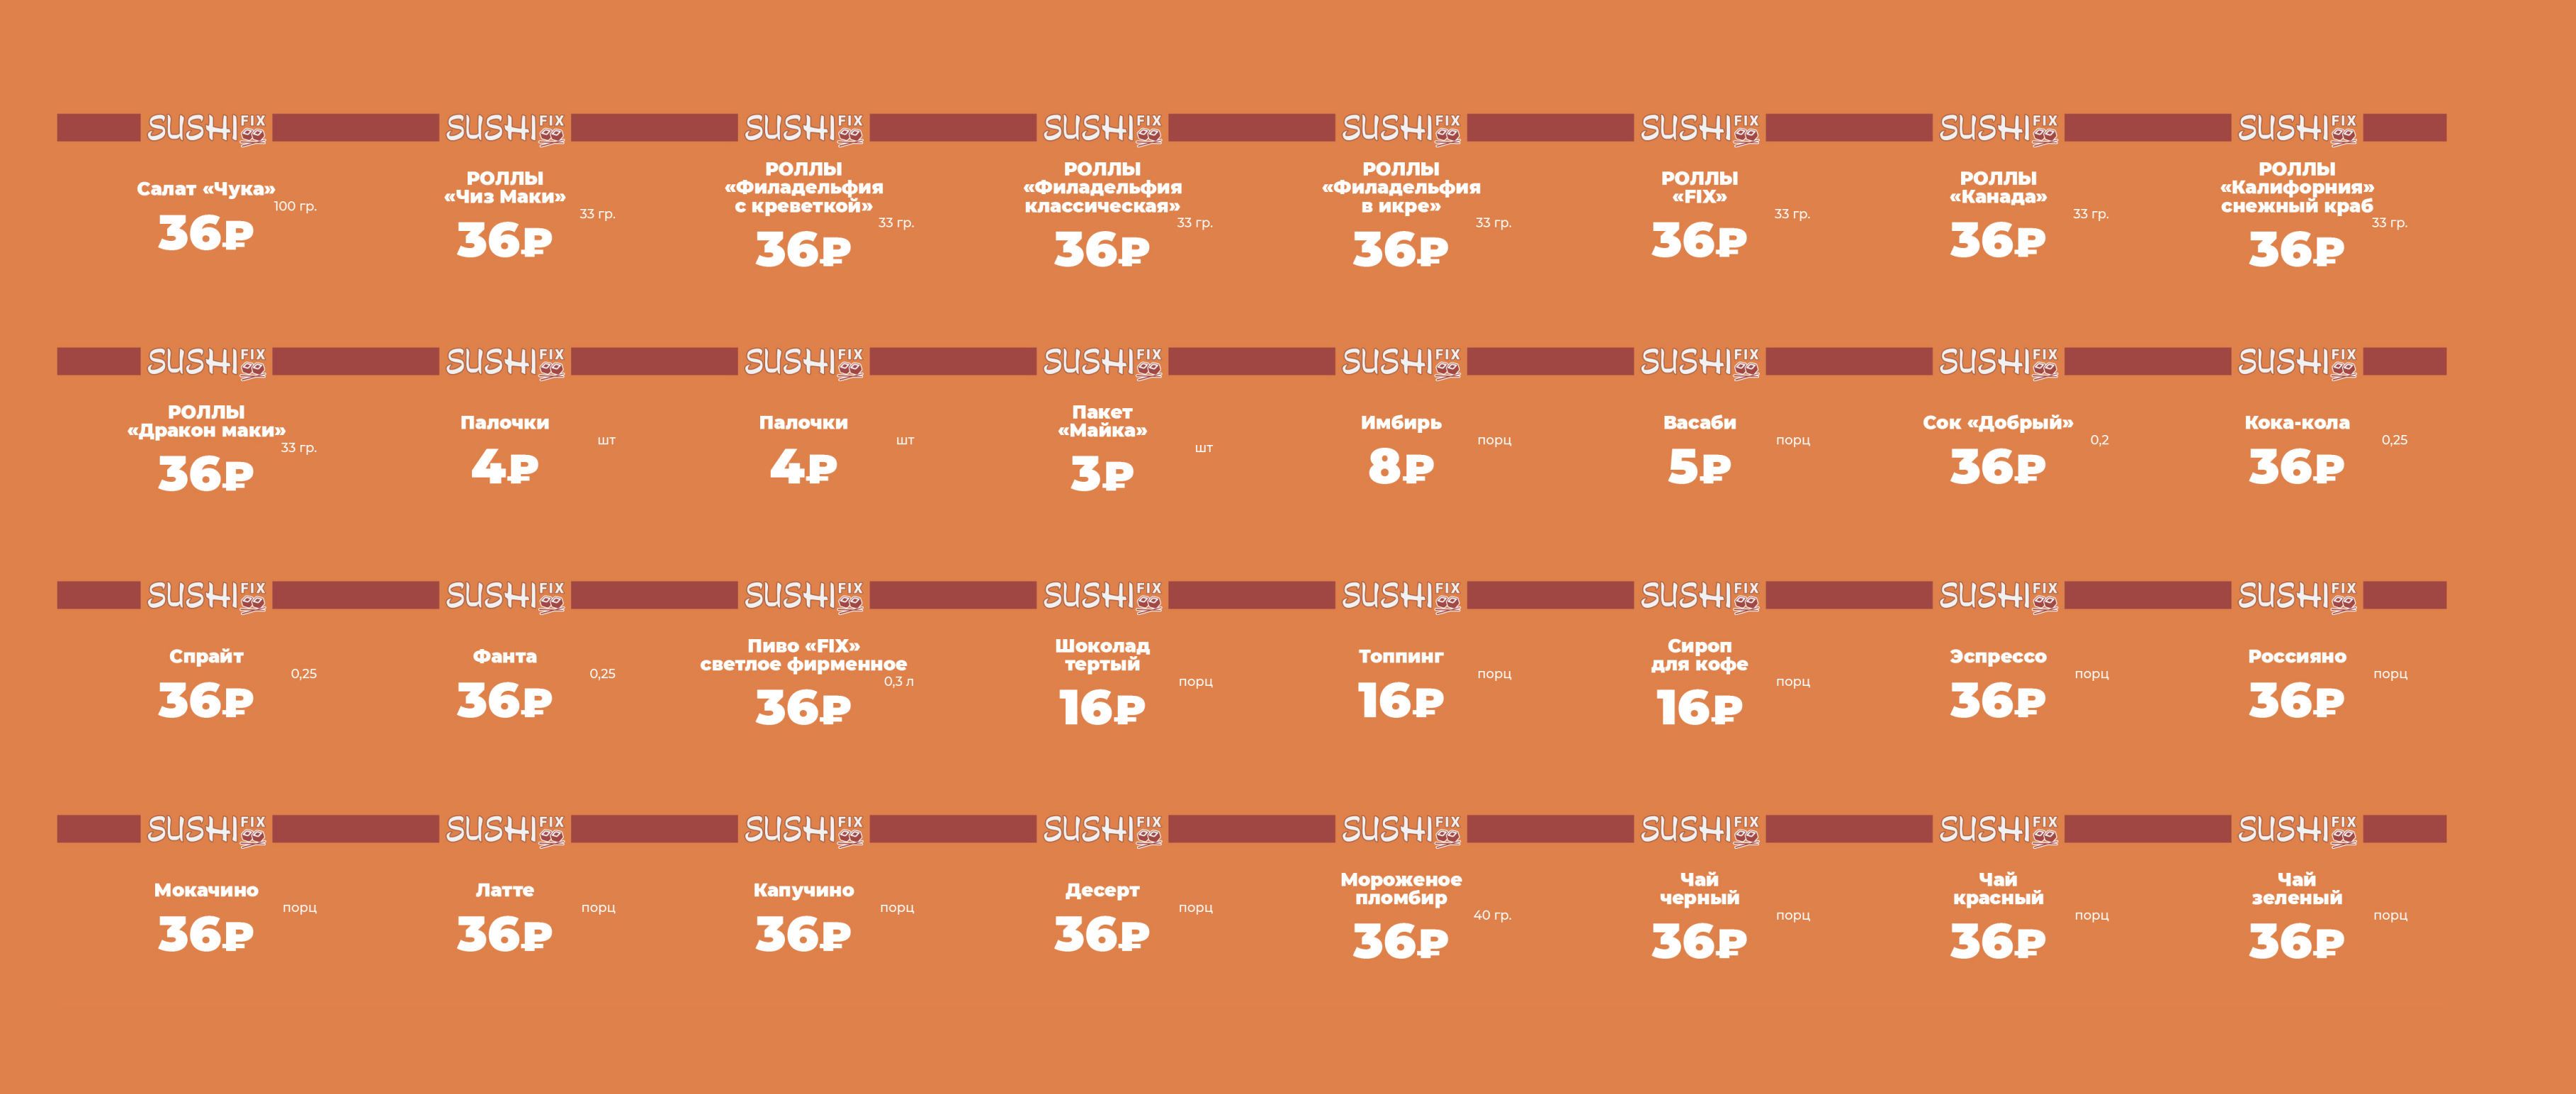 SUSHI FIX
Салат «Чука»
100 гр.
36₽
SUSHI FIX
РОЛЛЫ
«Чиз Маки»
33 гр.
36₽
SUSHI FIX
РОЛЛЫ
«Филадельфия
с креветкой»
33 гр.
36₽
SUSHI FIX
РОЛЛЫ
«Филадельфия
классическая»
33 гр.
36₽
SUSHI FIX
РОЛЛЫ
«Филадельфия
в икре»
33 гр.
36₽
SUSHI FIX
РОЛЛЫ
«FIX»
33 гр.
36₽
SUSHI FIX
РОЛЛЫ
«Канада»
33 гр.
36₽
SUSHI FIX
РОЛЛЫ
«Калифорния»
снежный краб
33 гр.
36₽
SUSHI FIX
РОЛЛЫ
«Дракон маки»
33 гр.
36₽
SUSHI FIX
Палочки
шт
4₽
SUSHI FIX
Палочки
шт
4₽
SUSHI FIX
Пакет
«Майка»
шт
3₽
SUSHI FIX
Имбирь
порц
8₽
SUSHI FIX
Васаби
порц
5₽
SUSHI FIX
Сок «Добрый»
0,2
36₽
SUSHI FIX
Кока-кола
0,25
36₽
SUSHI FIX
Спрайт
0,25
36₽
SUSHI FIX
Фанта
0,25
36₽
SUSHI FIX
Пиво «FIX»
светлое фирменное
0,3 л
36₽
SUSHI FIX
Шоколад
тертый
порц
16₽
SUSHI FIX
Топпинг
порц
16₽
SUSHI FIX
Сироп
для кофе
порц
16₽
SUSHI FIX
Эспрессо
порц
36₽
SUSHI FIX
Россияно
порц
36₽
SUSHI FIX
Мокачино
порц
36₽
SUSHI FIX
Латте
порц
36₽
SUSHI FIX
Капучино
порц
36₽
SUSHI FIX
Десерт
порц
36₽
SUSHI FIX
Мороженое
пломбир
40 гр.
36₽
SUSHI FIX
Чай
черный
порц
36₽
SUSHI FIX
Чай
красный
порц
36₽
SUSHI FIX
Чай
зеленый
порц
36₽